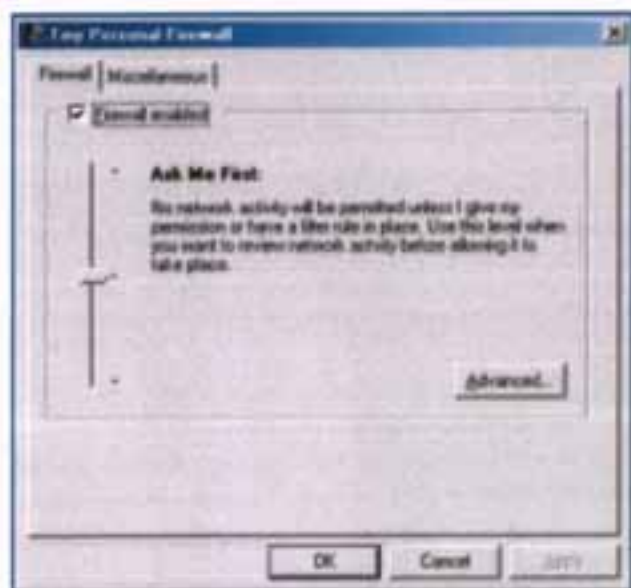 Tiny Personal Firewall
Firewall Miscellaneous
Firewall enabled
Ask Me First:
No network activity will be permitted unless I give my
permission or have a filter rule in place. Use this level when
you want to review network activity before allowing it to
take place.
Advanced...
OK Cancel Apply